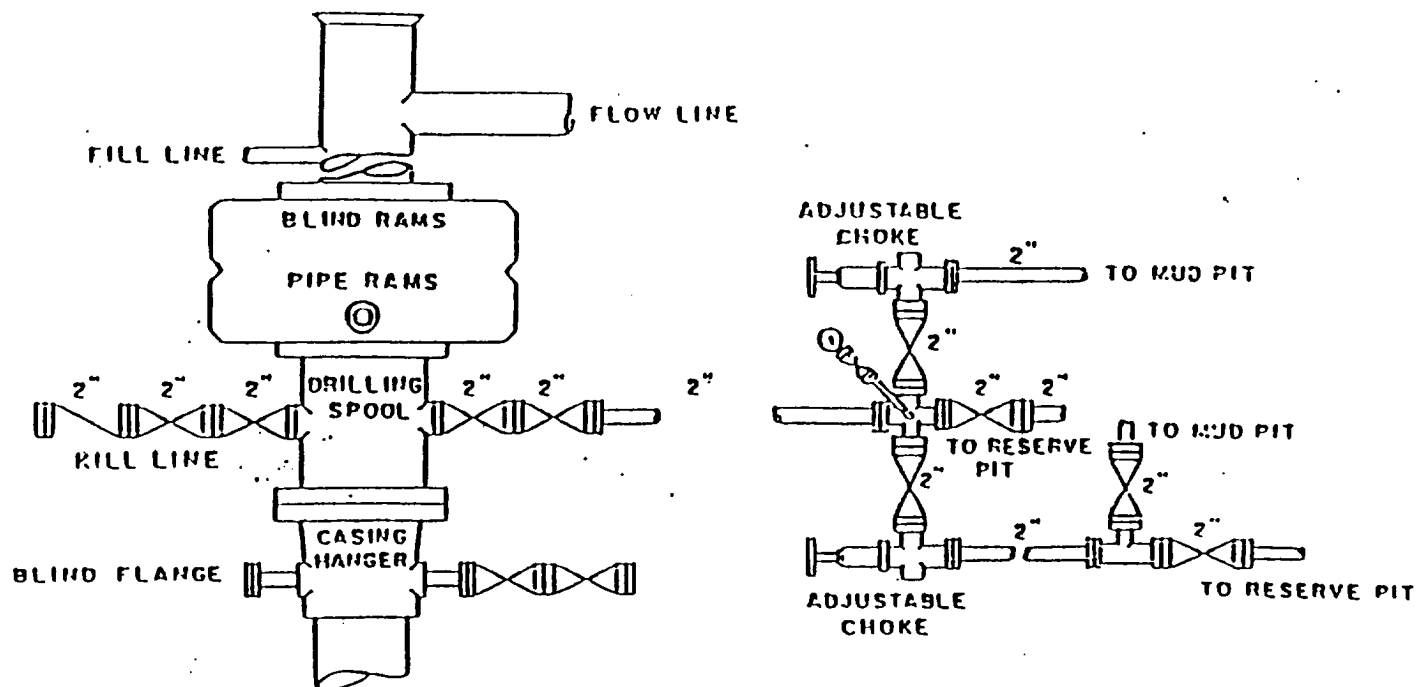 FLOW LINE
FILL LINE
BLIND RAMS
PIPE RAMS
2" 2" 2"
DRILLING
SPOOL
2" 2" 2"
KILL LINE
CASING
HANGER
BLIND FLANGE
ADJUSTABLE
CHOKE
2"
TO MUD PIT
2"
2" 2"
TO RESERVE
PIT
TO MUD PIT
2"
2"
2"
2"
TO RESERVE PIT
ADJUSTABLE
CHOKE